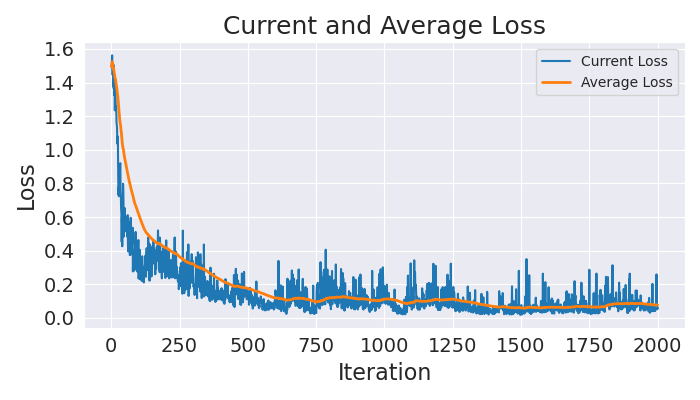 Current and Average Loss
Loss
1.6
1.4
1.2
1.0
0.8
0.6
0.4
0.2
0.0
Current Loss
Average Loss
0 250 500 750 1000 1250 1500 1750 2000
Iteration